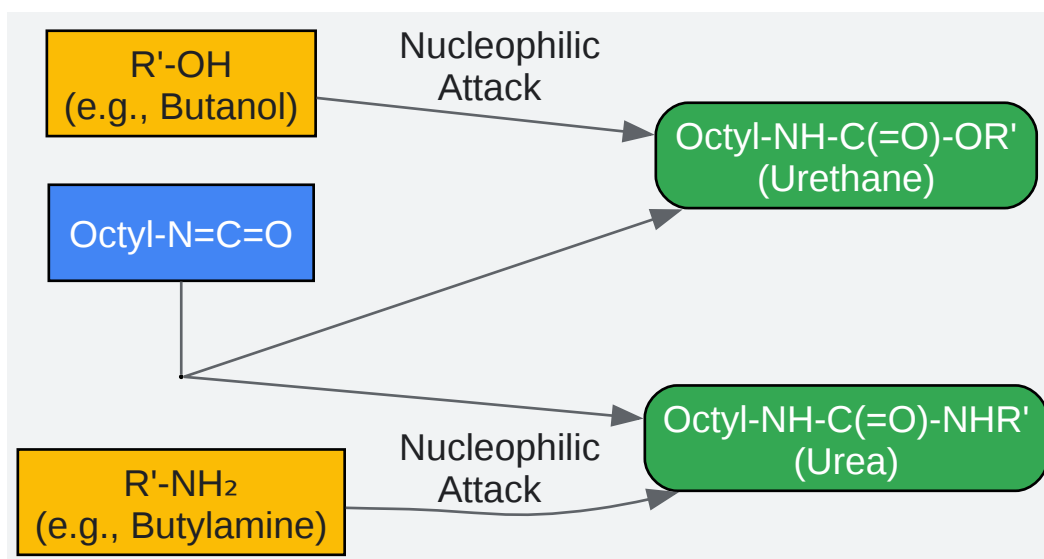 R'-OH
(e.g., Butanol)
Nucleophilic
Attack
Octyl-NH-C(=O)-OR'
(Urethane)
Octyl-N=C=O
Octyl-NH-C(=O)-NHR'
(Urea)
R'-NH₂
(e.g., Butylamine)
Nucleophilic
Attack